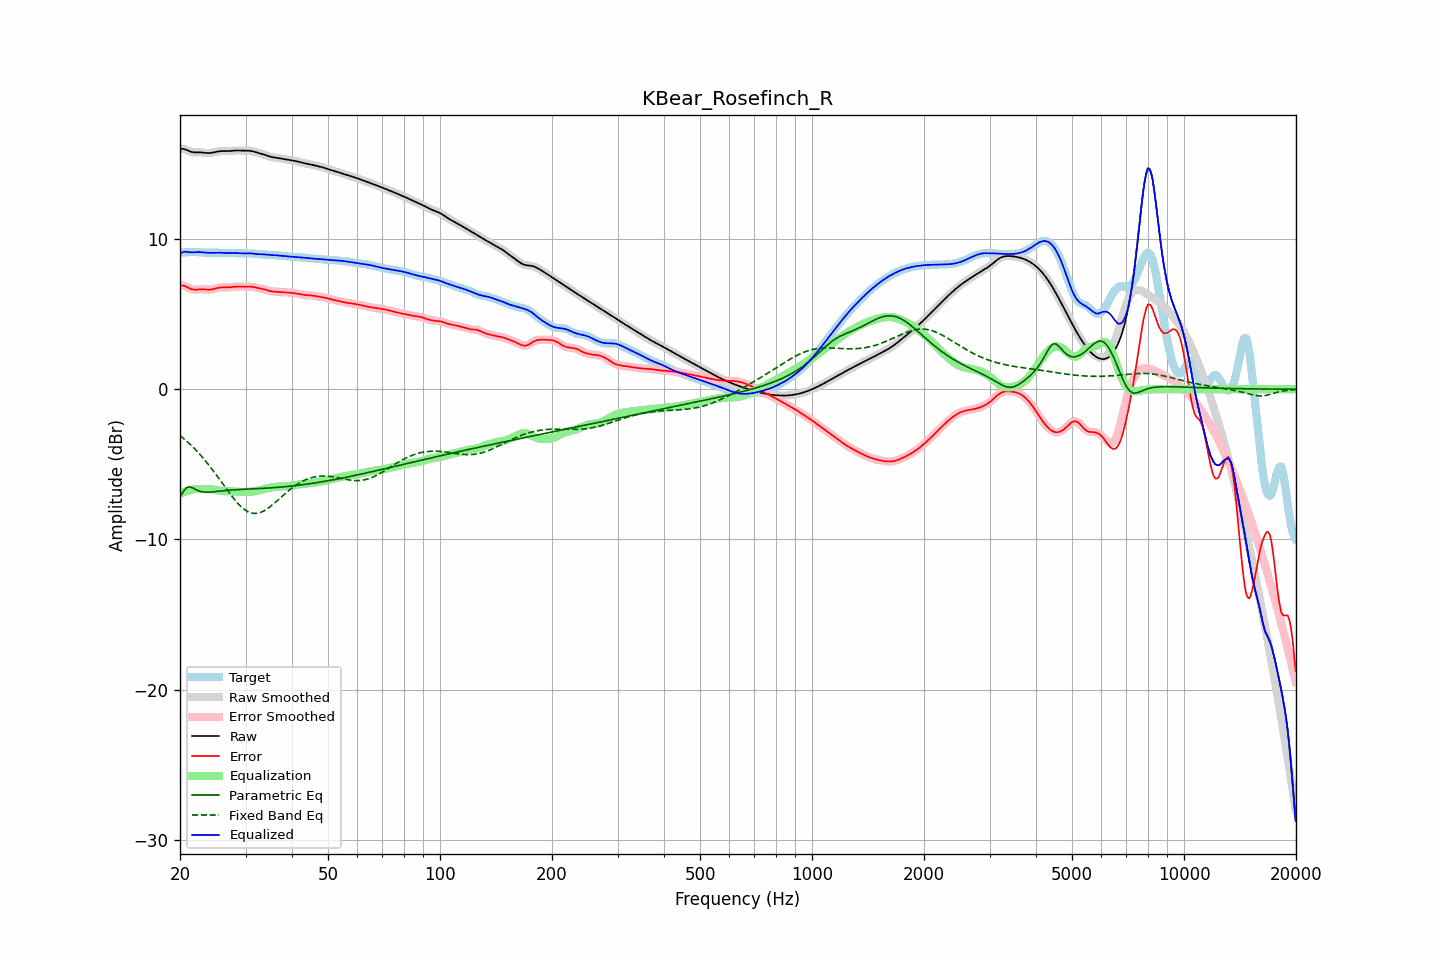 KBear_Rosefinch_R
Amplitude (dBr)
10
0
−10
−20
−30
Target
Raw Smoothed
Error Smoothed
Raw
Error
Equalization
Parametric Eq
Fixed Band Eq
Equalized
20 50 100 200 500 1000 2000 5000 10000 20000
Frequency (Hz)